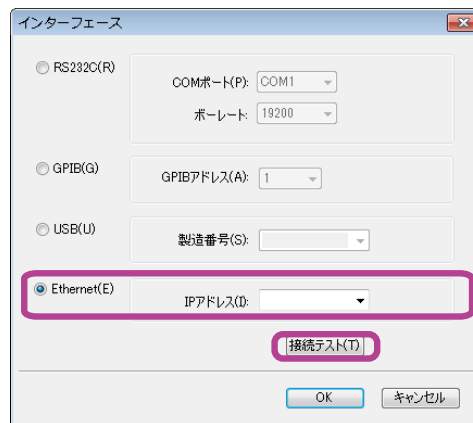 インターフェース
RS232C(R)
COMポート(P): COM1
ボーレート: 19200
GPIB(G)
GPIBアドレス(A): 1
USB(U)
製造番号(S):
Ethernet(E)
IPアドレス(I):
接続テスト(T)
OK キャンセル